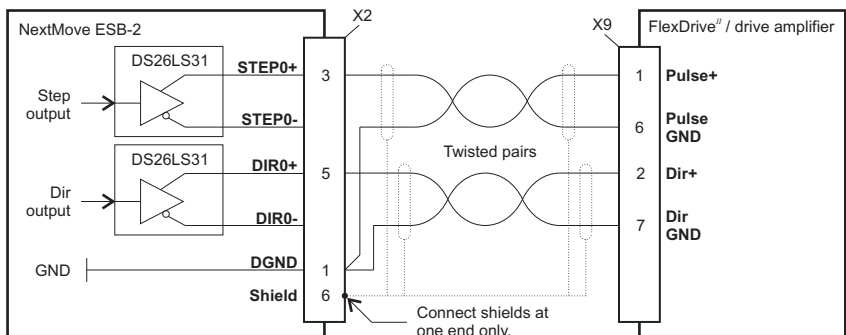 NextMove ESB-2
X2
X9
FlexDrive" / drive amplifier
DS26LS31
STEP0+
3
1
Pulse+
Step
output
STEP0-
6
Pulse
GND
DS26LS31
Twisted pairs
DIR0+
5
2
Dir+
Dir
output
DIR0-
7
Dir
GND
GND
DGND
1
Shield
6
Connect shields at
one end only.